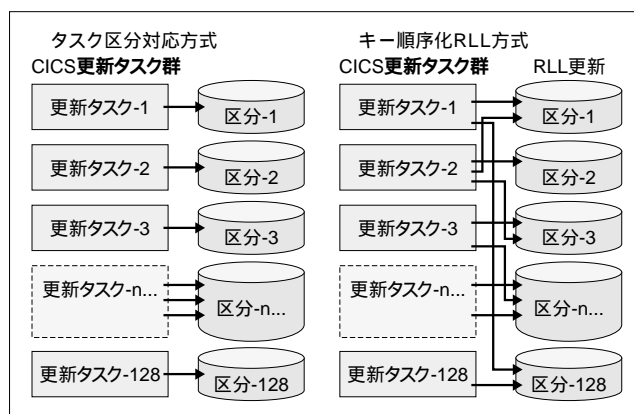 タスク区分対応方式
CICS更新タスク群
更新タスク-1
区分-1
更新タスク-2
区分-2
更新タスク-3
区分-3
更新タスク-n...
区分-n...
更新タスク-128
区分-128
キー順序化RLL方式
CICS更新タスク群
RLL更新
更新タスク-1
区分-1
更新タスク-2
区分-2
更新タスク-3
区分-3
更新タスク-n...
区分-n...
更新タスク-128
区分-128